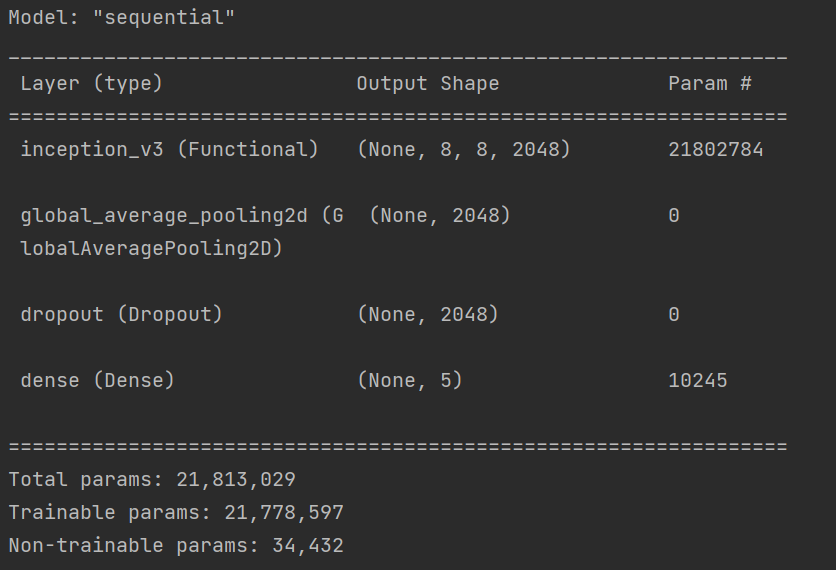 Model: "sequential"
_________________________________________________________________
Layer (type) Output Shape Param #
=================================================================
inception_v3 (Functional) (None, 8, 8, 2048) 21802784
global_average_pooling2d (G (None, 2048) 0
lobalAveragePooling2D)
dropout (Dropout) (None, 2048) 0
dense (Dense) (None, 5) 10245
=================================================================
Total params: 21,813,029
Trainable params: 21,778,597
Non-trainable params: 34,432